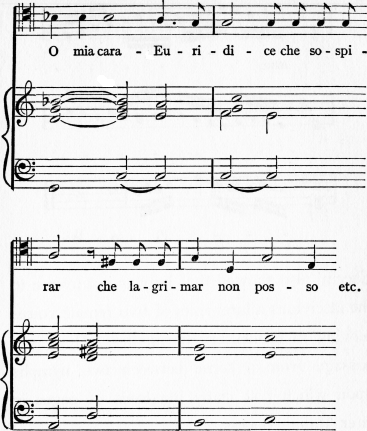 O mia cara - Eu - ri - di - ce che so - spi -
rar che la - gri - mar non pos - so etc.